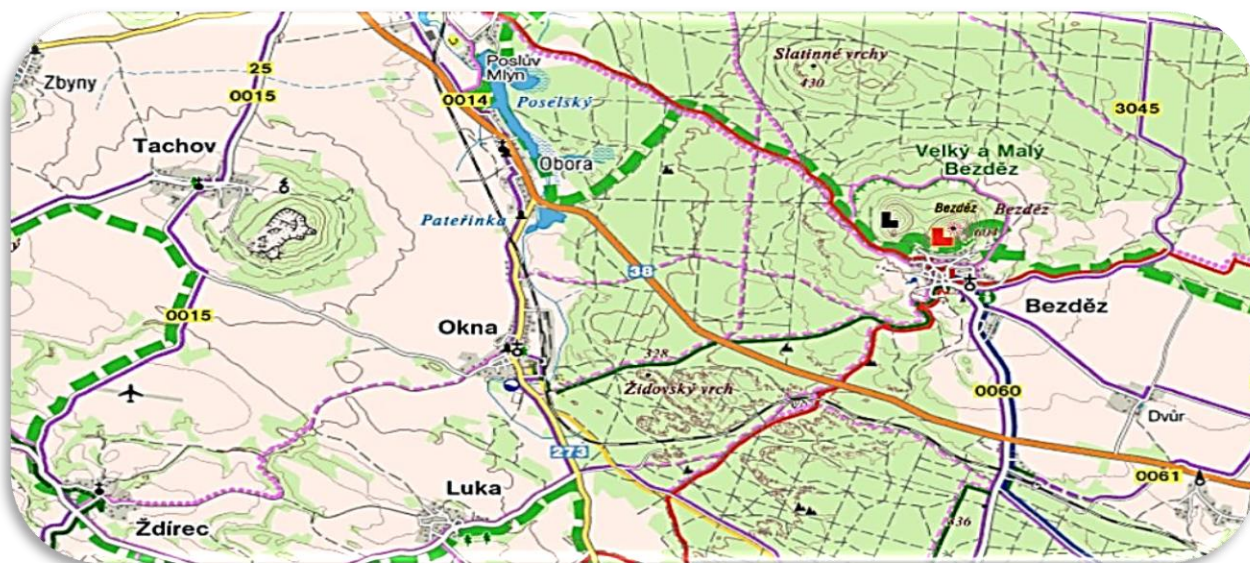 Slatinné vrchy
430
25
Zbyny
0015
Poslův
Mlýn
0014
Poselský
3045
Tachov
Obora
Velký a Malý
Bezděz
Pateřinka
Bezděz
Bezděz
604
38
0015
Okna
Bezděz
328
Židovský vrch
0060
Dvůr
273
0061
Luka
Ždírec
336